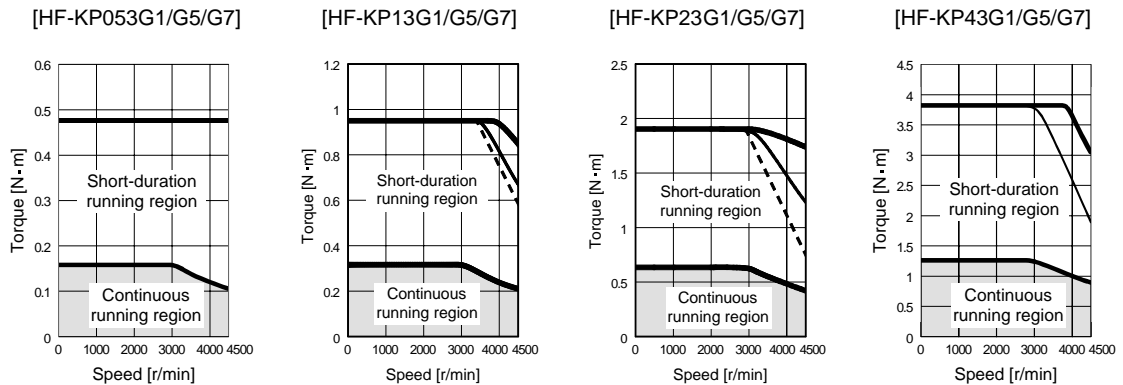 [HF-KP053G1/G5/G7]
0.6
0.5
0.4
0.3
0.2
0.1
0
Torque [N▪m]
Short-duration
running region
Continuous
running region
0 1000 2000 3000 4000 4500
Speed [r/min]
[HF-KP13G1/G5/G7]
1.2
1
0.8
0.6
0.4
0.2
0
Torque [N▪m]
Short-duration
running region
Continuous
running region
0 1000 2000 3000 4000 4500
Speed [r/min]
[HF-KP23G1/G5/G7]
2.5
2
1.5
1
0.5
0
Torque [N▪m]
Short-duration
running region
Continuous
running region
0 1000 2000 3000 4000 4500
Speed [r/min]
[HF-KP43G1/G5/G7]
4.5
4
3.5
3
2.5
2
1.5
1
0.5
0
Torque [N▪m]
Short-duration
running region
Continuous
running region
0 1000 2000 3000 4000 4500
Speed [r/min]